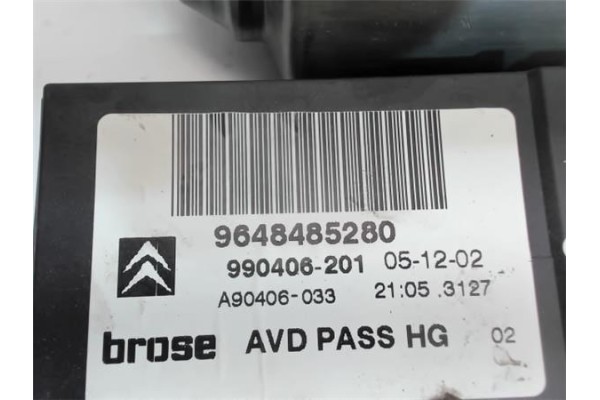 9648485280
990406-201 05-12-02
A90406-033 21:05 .3127
brose AVD PASS HG 02